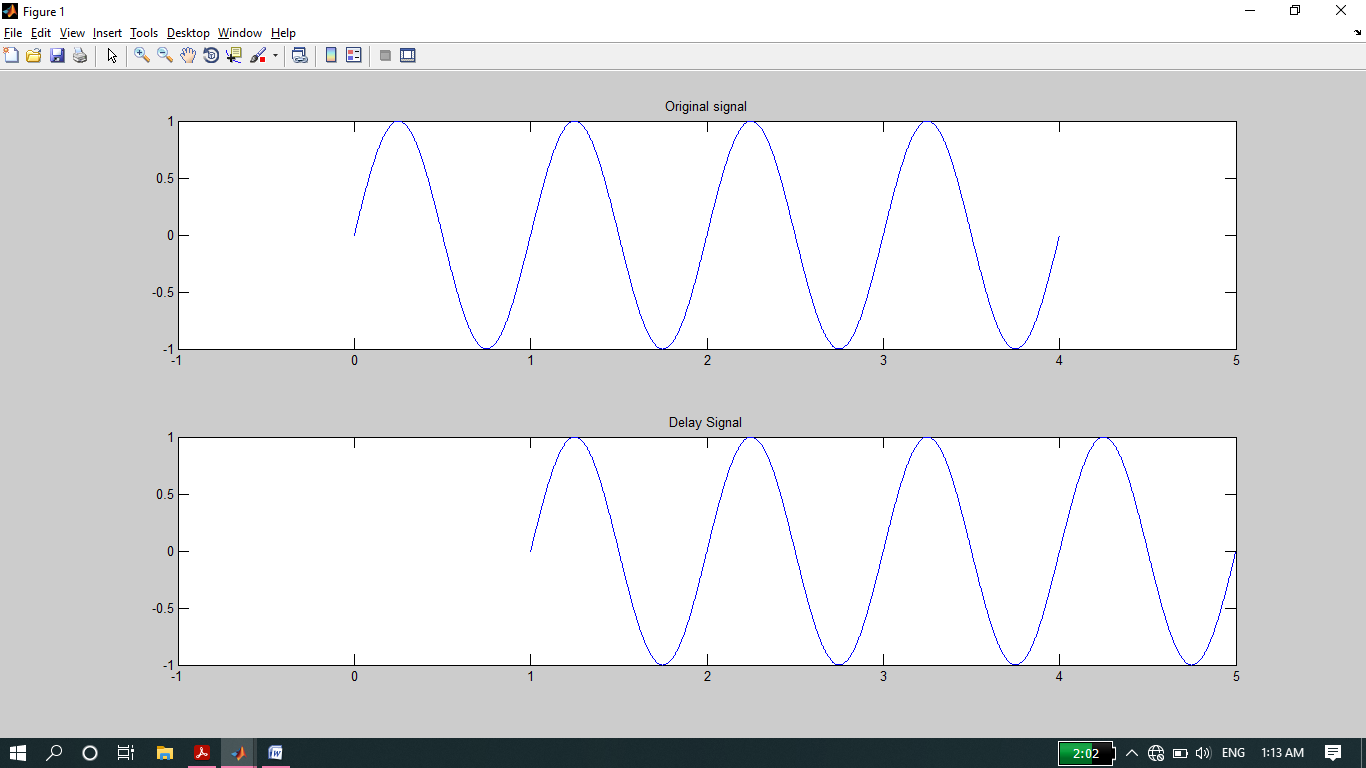 Figure 1
File Edit View Insert Tools Desktop Window Help
Original signal
1
0.5
0
-0.5
-1
-1 0 1 2 3 4 5
Delay Signal
1
0.5
0
-0.5
-1
-1 0 1 2 3 4 5
2:02 ENG 1:13 AM